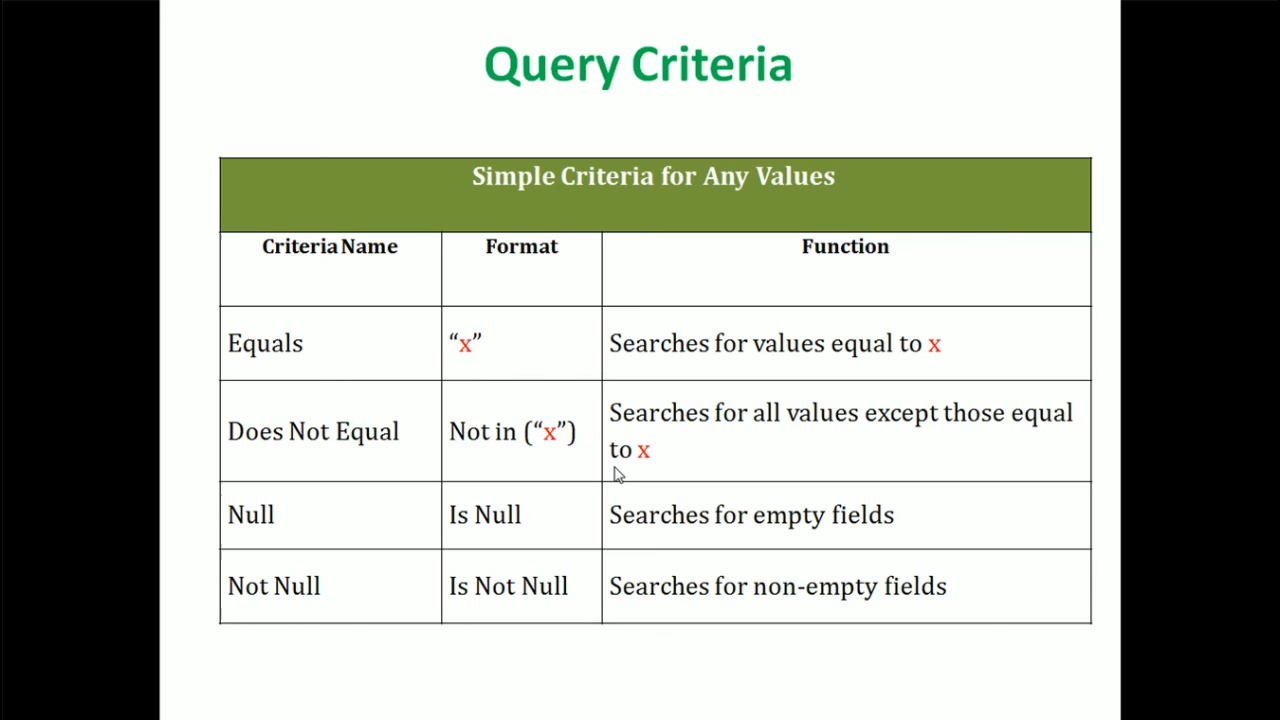 Query Criteria
Simple Criteria for Any Values
Criteria Name Format Function
Equals “x” Searches for values equal to x
Does Not Equal Not in (“x”) Searches for all values except those equal
to x
Null Is Null Searches for empty fields
Not Null Is Not Null Searches for non-empty fields